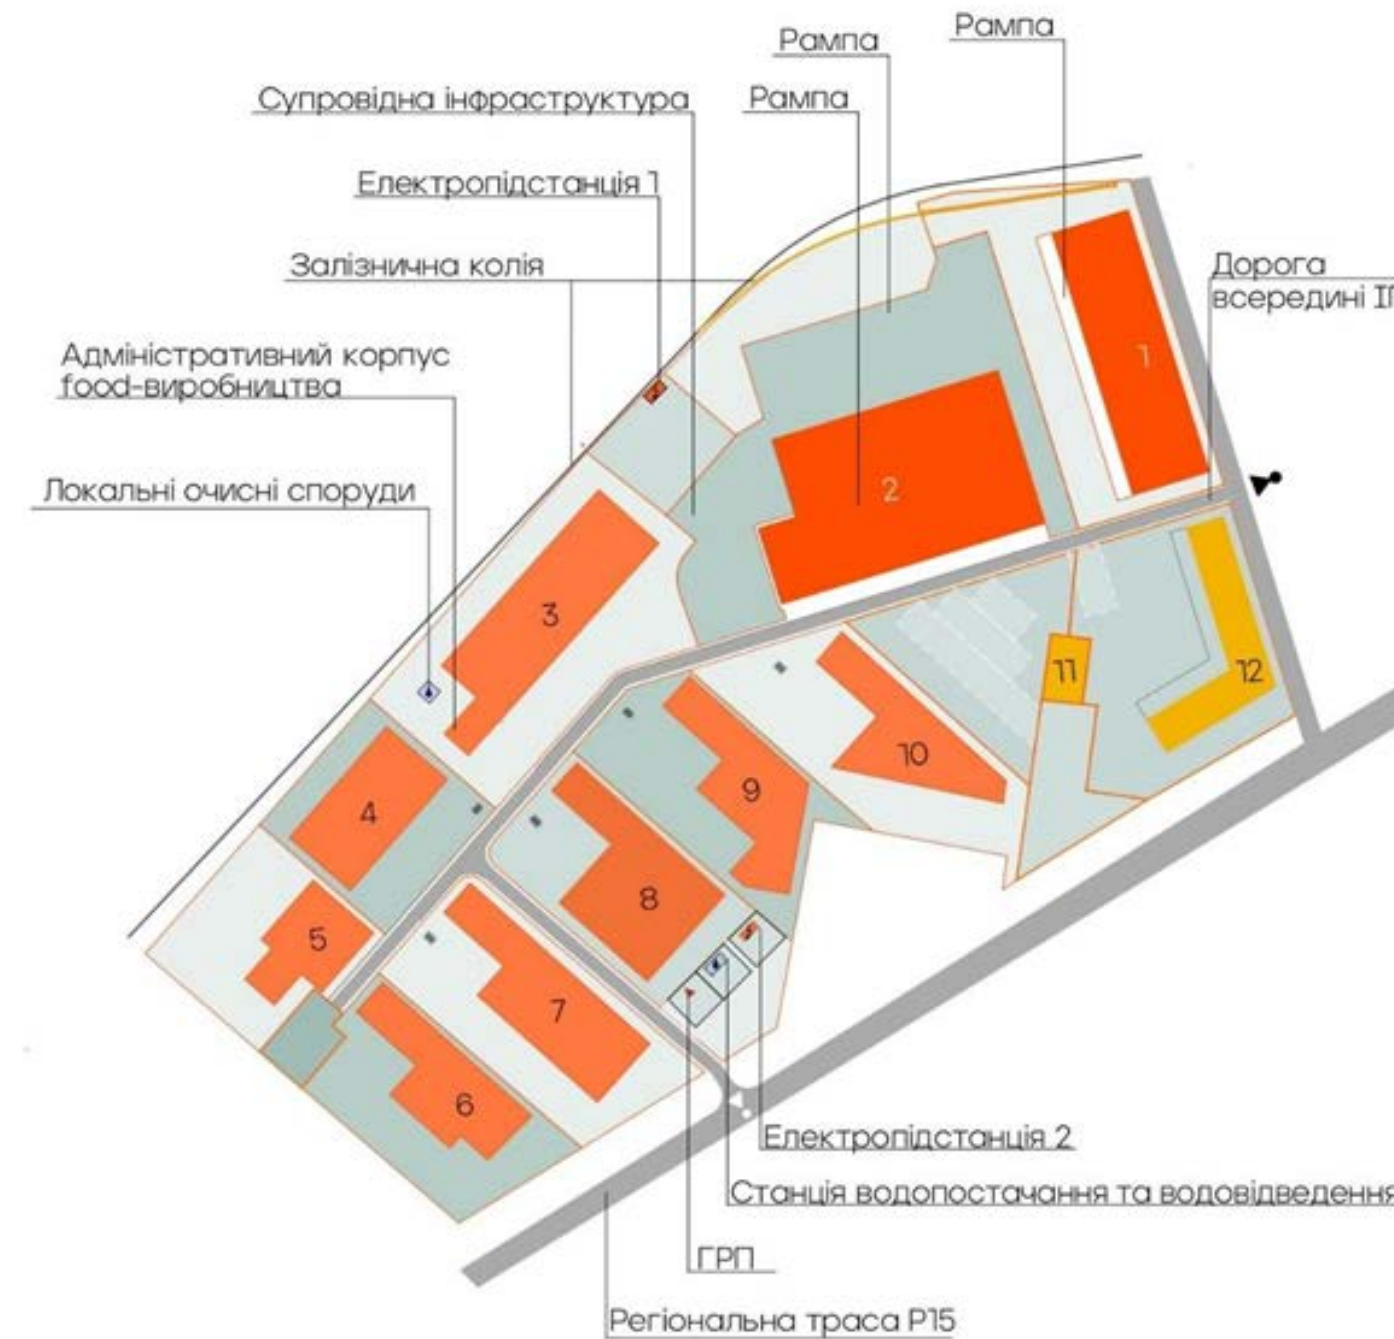 Рампа
Рампа
Супровідна інфраструктура
Рампа
Електропідстанція 1
Залізнична колія
Дорога
всередині ІП
Адміністративний корпус
food-виробництва
Локальні очисні споруди
1
2
3
4
5
6
7
8
9
10
11
12
Електропідстанція 2
Станція водопостачання та водовідведення
ГРП
Регіональна траса Р15